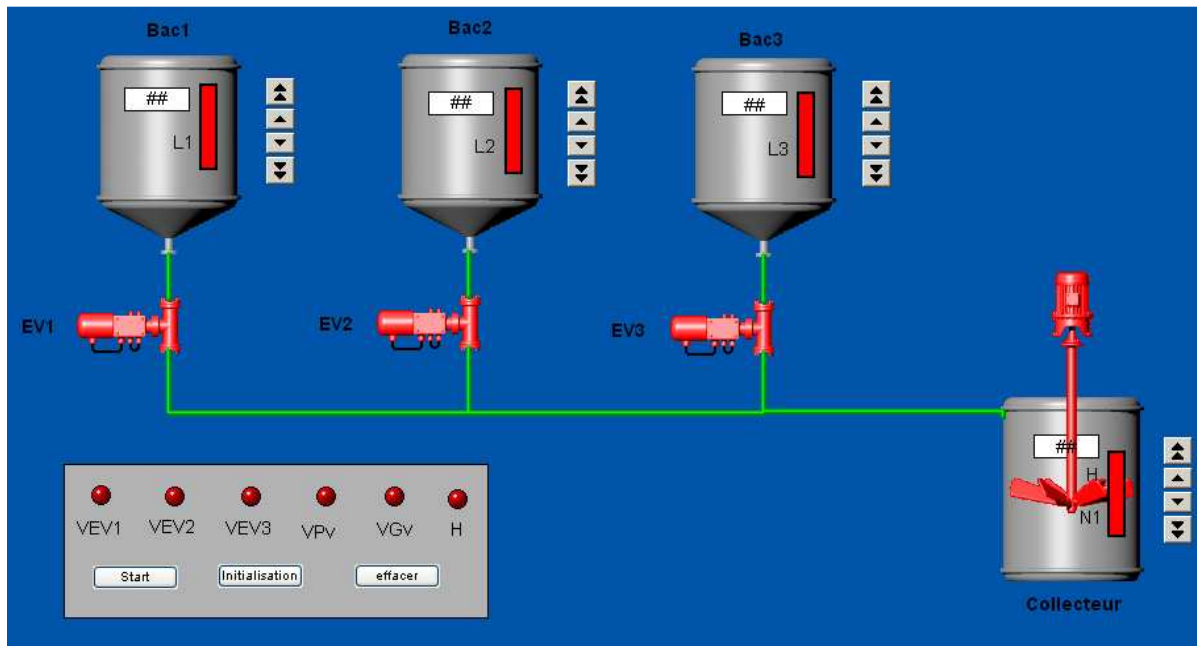 Bac1
Bac2
Bac3
##
##
##
L1
L2
L3
EV1
EV2
EV3
##
H
N1
VEV1 VEV2 VEV3 VPv VGv H
Start Initialisation effacer
Collecteur